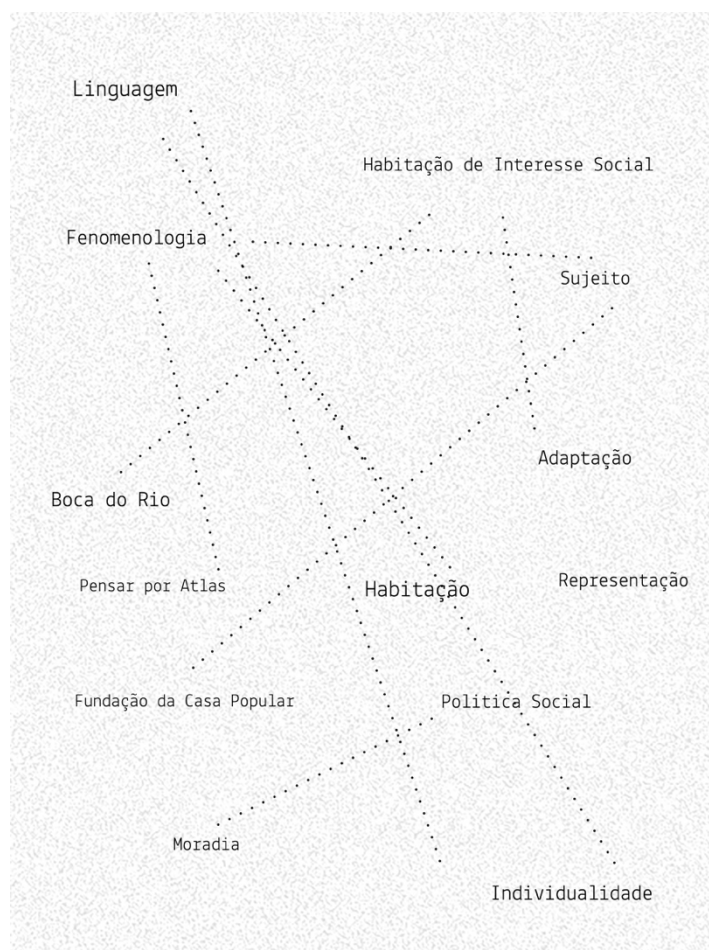 Linguagem
Habitação de Interesse Social
Fenomenologia
Sujeito
Adaptação
Boca do Rio
Pensar por Atlas
Habitação
Representação
Fundação da Casa Popular
Politica Social
Moradia
Individualidade